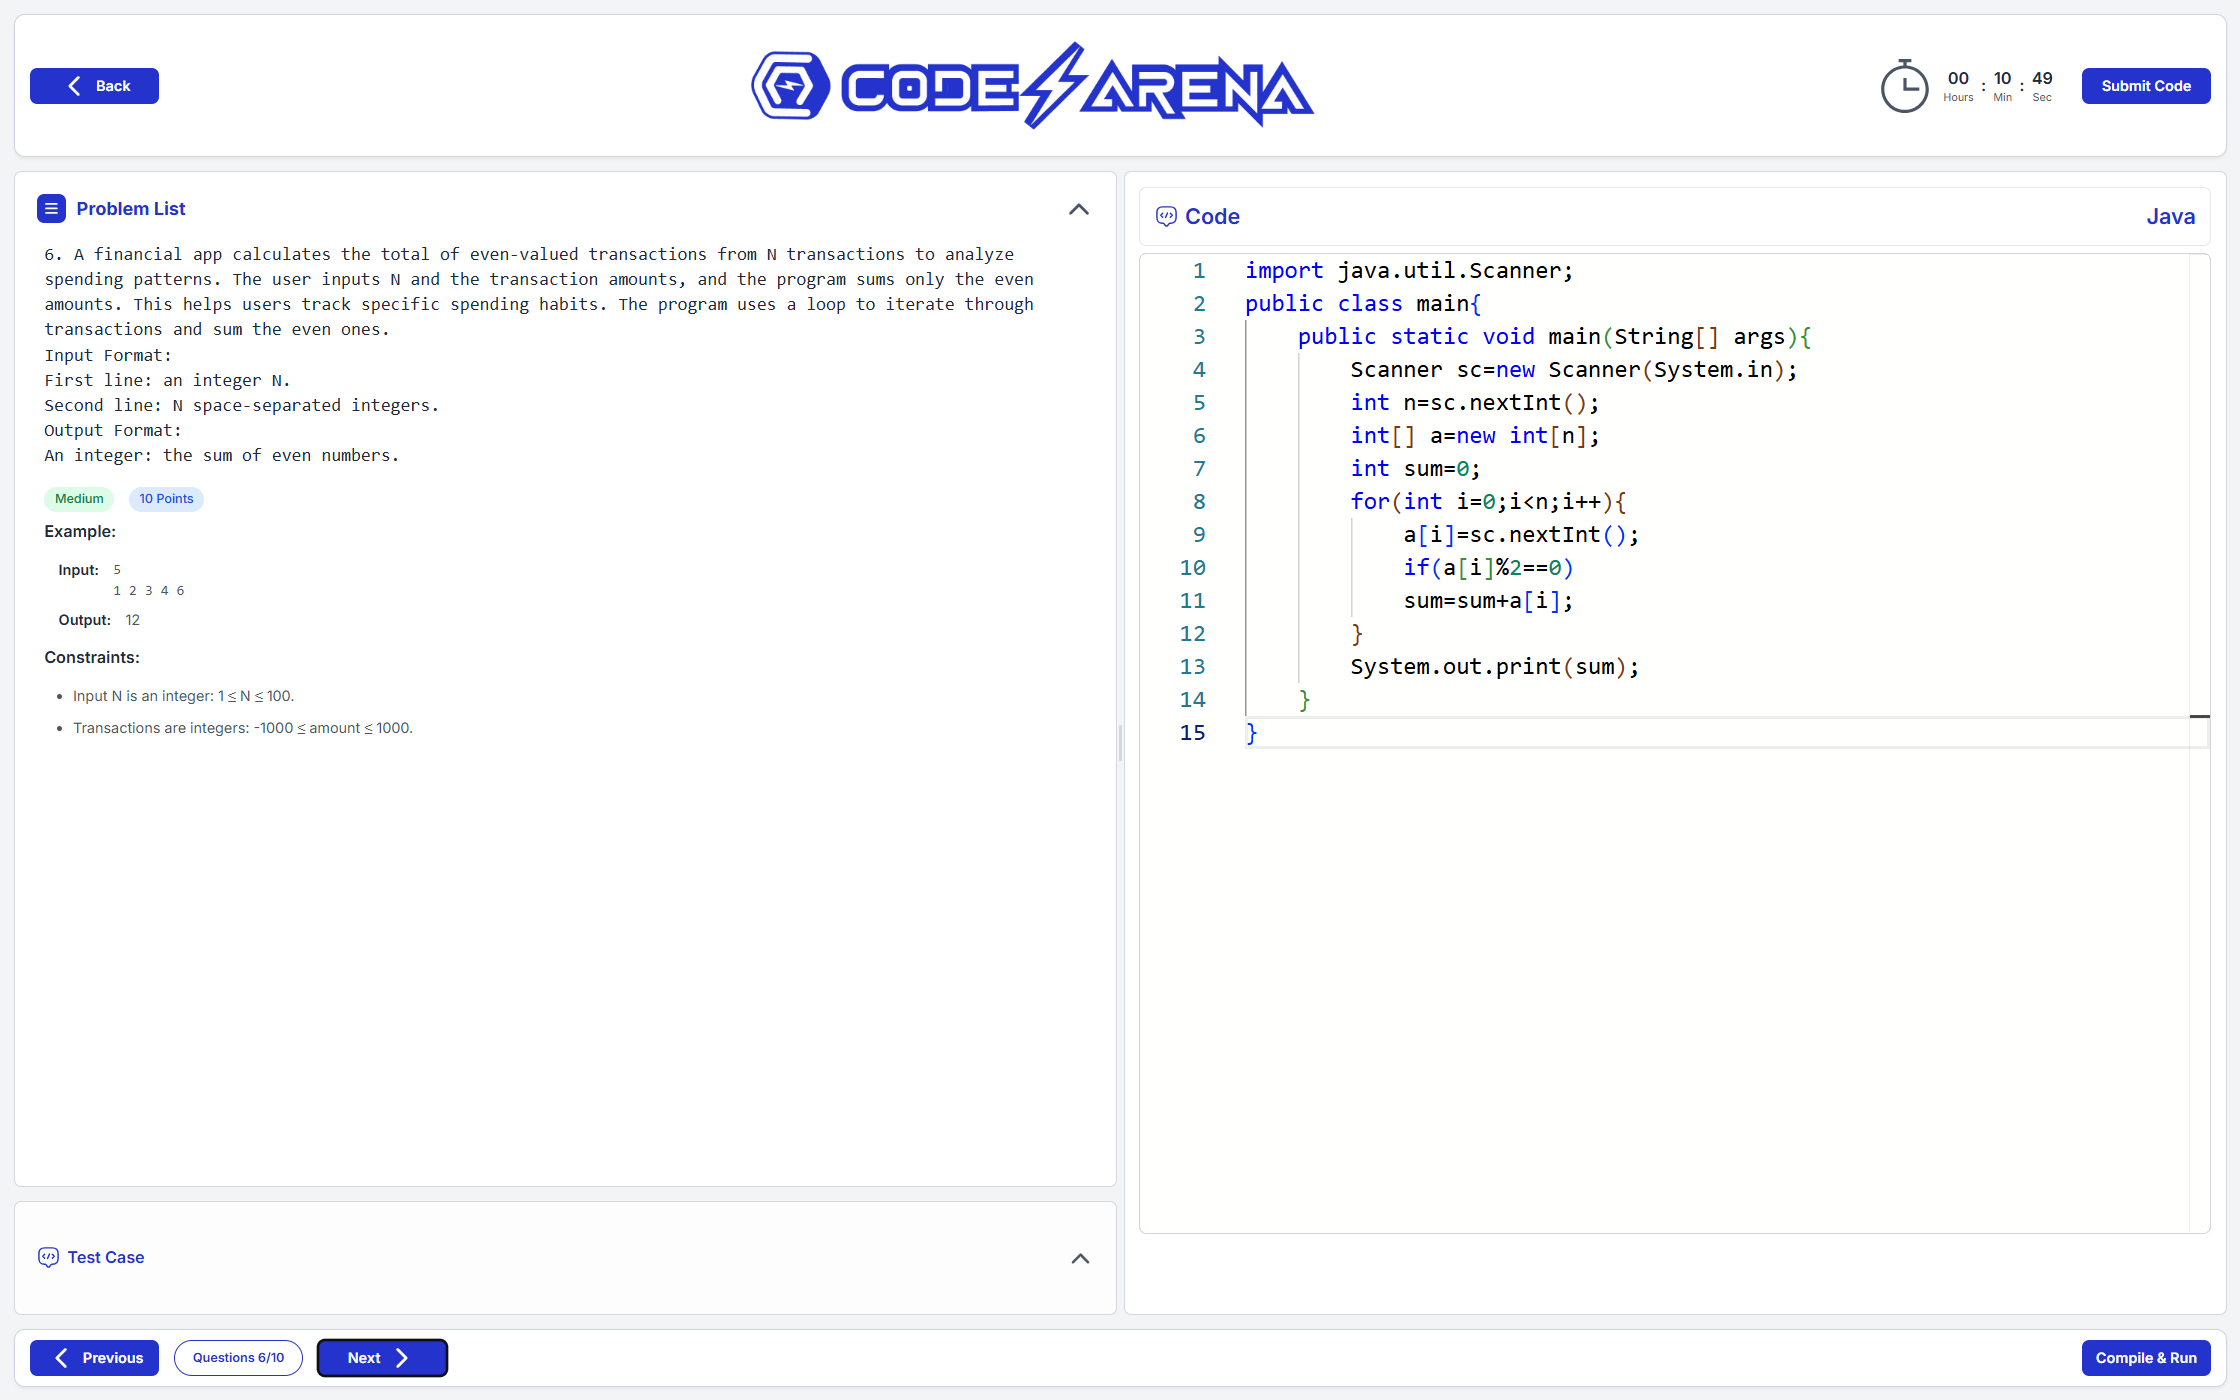 Back
CODE ARENA
00 : 10 : 49
Hours Min Sec
Submit Code
Problem List
6. A financial app calculates the total of even-valued transactions from N transactions to analyze
spending patterns. The user inputs N and the transaction amounts, and the program sums only the even
amounts. This helps users track specific spending habits. The program uses a loop to iterate through
transactions and sum the even ones.
Input Format:
First line: an integer N.
Second line: N space-separated integers.
Output Format:
An integer: the sum of even numbers.
Medium 10 Points
Example:
Input: 5
1 2 3 4 6
Output: 12
Constraints:
• Input N is an integer: 1 ≤ N ≤ 100.
• Transactions are integers: -1000 ≤ amount ≤ 1000.
Test Case
Code Java
1 import java.util.Scanner;
2 public class main{
3     public static void main(String[] args){
4         Scanner sc=new Scanner(System.in);
5         int n=sc.nextInt();
6         int[] a=new int[n];
7         int sum=0;
8         for(int i=0;i<n;i++){
9             a[i]=sc.nextInt();
10             if(a[i]%2==0)
11             sum=sum+a[i];
12         }
13         System.out.print(sum);
14     }
15 }
Previous
Questions 6/10
Next
Compile & Run